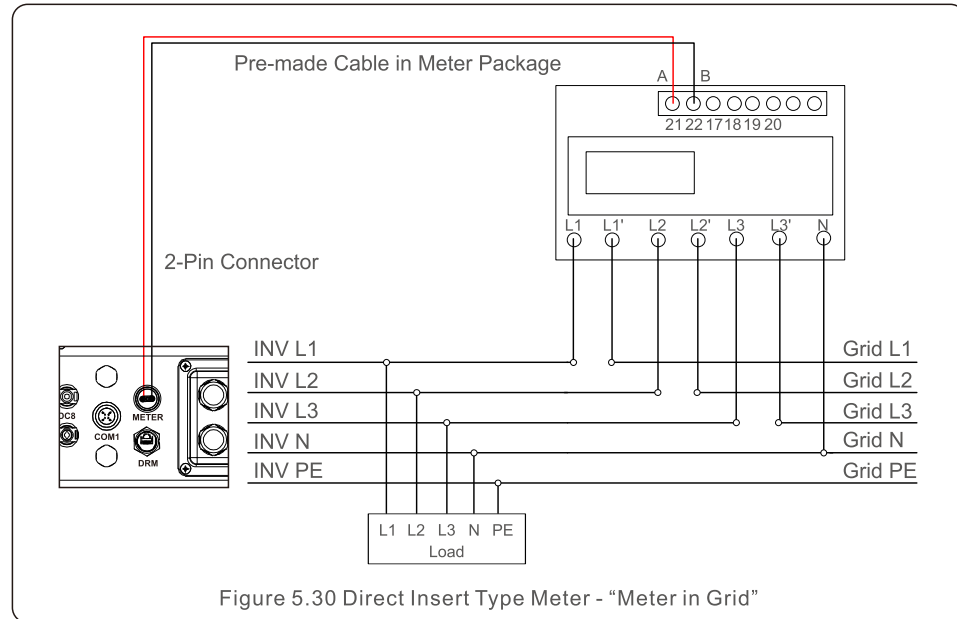 Pre-made Cable in Meter Package
A B
21 22 17 18 19 20
L1 L1' L2 L2' L3 L3' N
2-Pin Connector
INV L1 Grid L1
INV L2 Grid L2
INV L3 Grid L3
INV N Grid N
INV PE Grid PE
DC8
COM1
METER
DRM
L1 L2 L3 N PE
Load
Figure 5.30 Direct Insert Type Meter - “Meter in Grid”